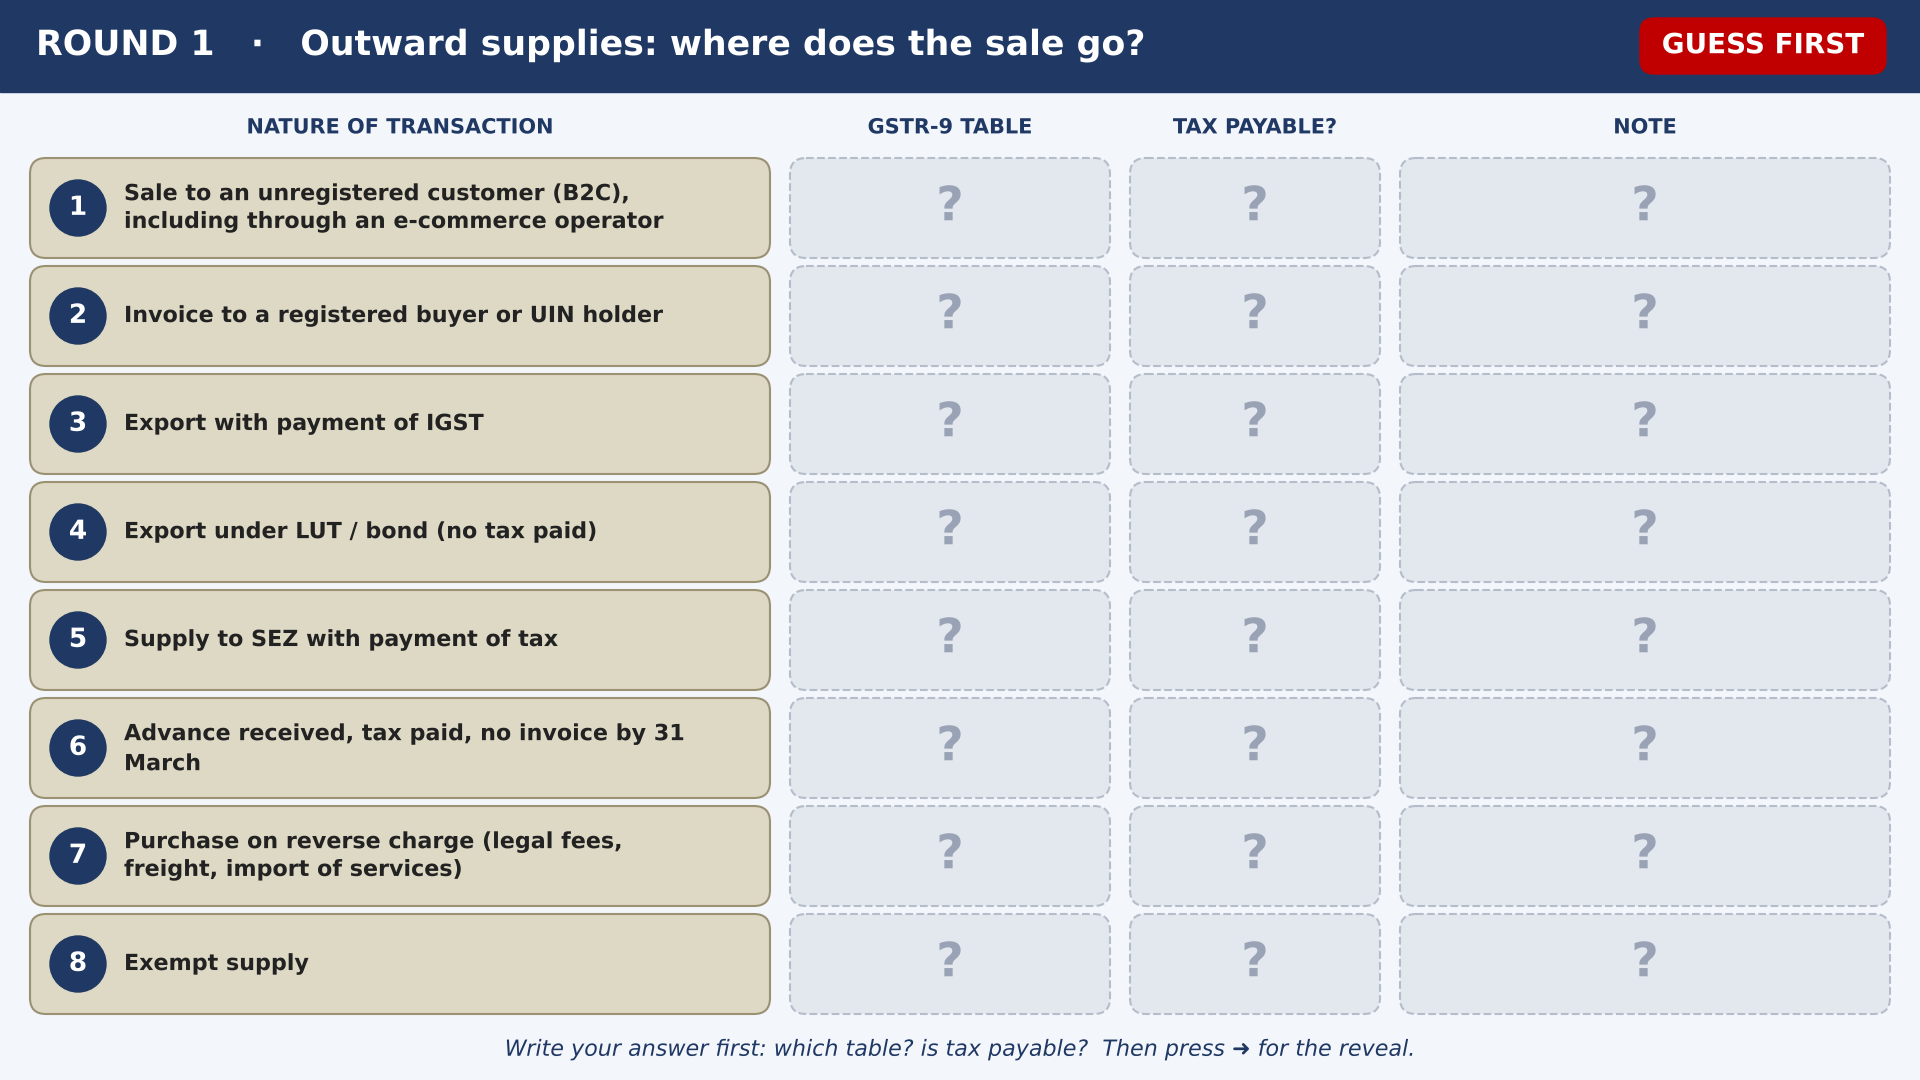 ROUND 1 · Outward supplies: where does the sale go?
GUESS FIRST
NATURE OF TRANSACTION
GSTR-9 TABLE
TAX PAYABLE?
NOTE
1
Sale to an unregistered customer (B2C),
including through an e-commerce operator
?
?
?
2
Invoice to a registered buyer or UIN holder
?
?
?
3
Export with payment of IGST
?
?
?
4
Export under LUT / bond (no tax paid)
?
?
?
5
Supply to SEZ with payment of tax
?
?
?
6
Advance received, tax paid, no invoice by 31
March
?
?
?
7
Purchase on reverse charge (legal fees,
freight, import of services)
?
?
?
8
Exempt supply
?
?
?
Write your answer first: which table? is tax payable? Then press ➜ for the reveal.